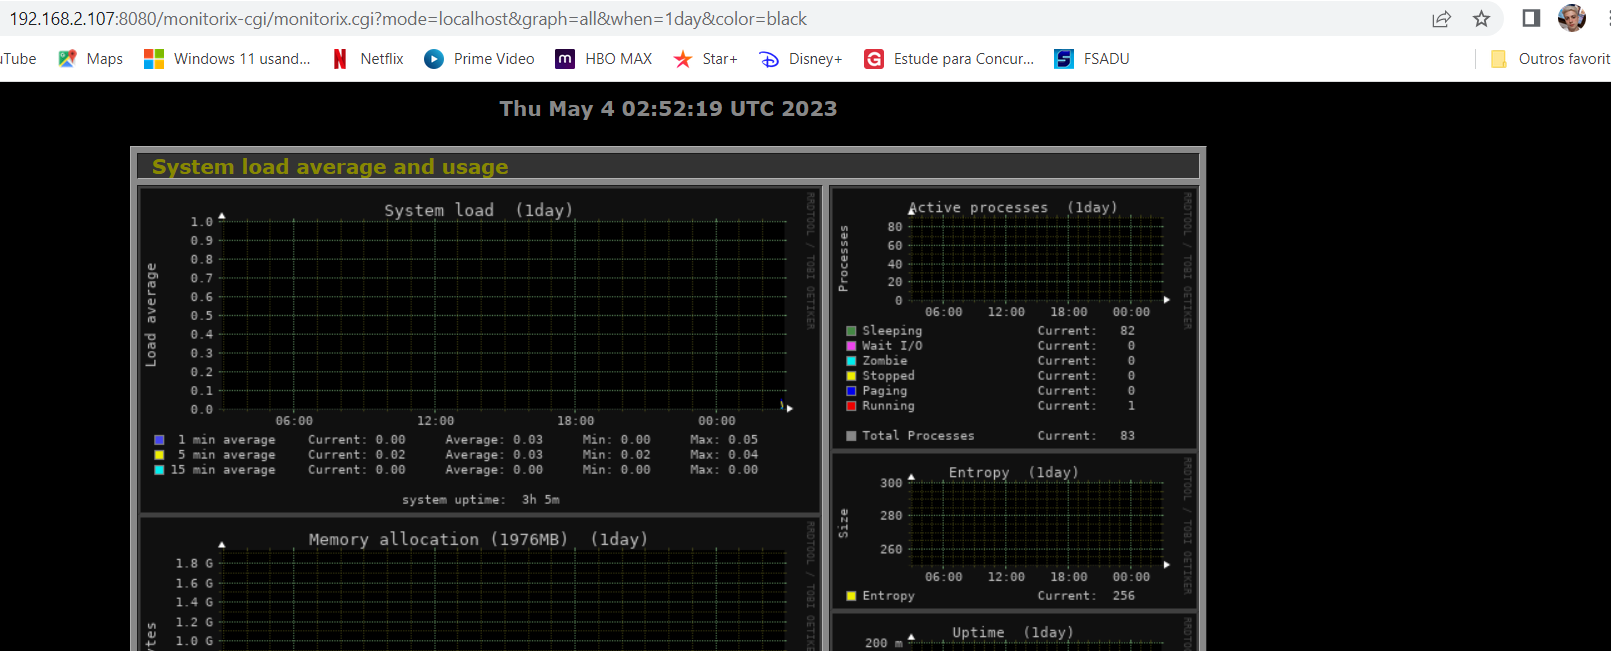 192.168.2.107:8080/monitorix-cgi/monitorix.cgi?mode=localhost&graph=all&when=1day&color=black
uTube Maps Windows 11 usand... Netflix Prime Video HBO MAX Star+ Disney+ Estude para Concur... FSADU Outros favorit
Thu May 4 02:52:19 UTC 2023
System load average and usage
System load (1day)
RRDTOOL / TOBI OETIKER
Load average
1.0
0.9
0.8
0.7
0.6
0.5
0.4
0.3
0.2
0.1
0.0
06:00 12:00 18:00 00:00
1 min average Current: 0.00 Average: 0.03 Min: 0.00 Max: 0.05
5 min average Current: 0.02 Average: 0.03 Min: 0.02 Max: 0.04
15 min average Current: 0.00 Average: 0.00 Min: 0.00 Max: 0.00
system uptime: 3h 5m
Memory allocation (1976MB) (1day)
RRDTOOL / TOBI OETIKER
ytes
1.8 G
1.6 G
1.4 G
1.2 G
1.0 G
Active processes (1day)
RRDTOOL / TOBI OETIKER
Processes
80
60
40
20
0
06:00 12:00 18:00 00:00
Sleeping Current: 82
Wait I/O Current: 0
Zombie Current: 0
Stopped Current: 0
Paging Current: 0
Running Current: 1
Total Processes Current: 83
Entropy (1day)
RRDTOOL / TOBI OETIKER
Size
300
280
260
06:00 12:00 18:00 00:00
Entropy Current: 256
Uptime (1day)
RRDTOOL
200 m